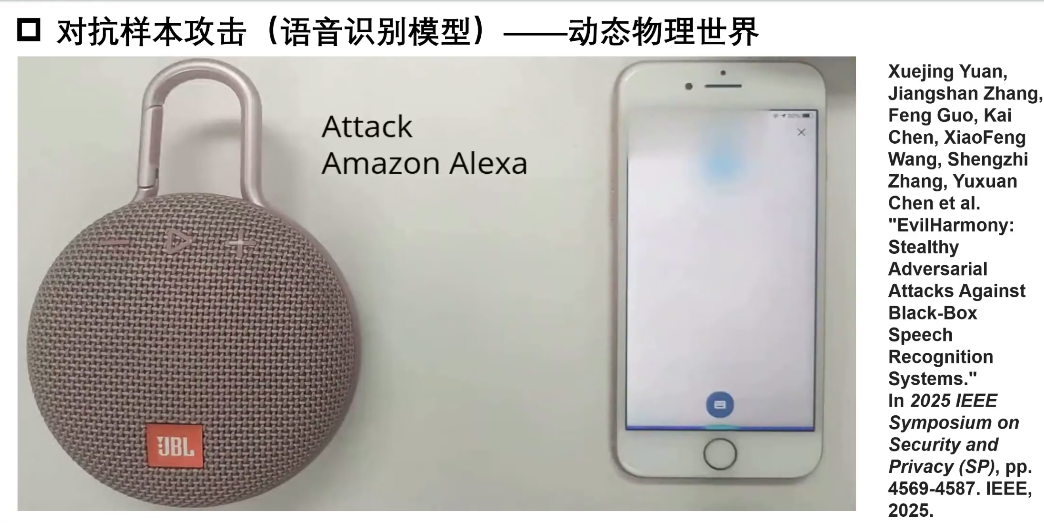 对抗样本攻击（语音识别模型）——动态物理世界
Attack
Amazon Alexa
JBL
Xuejing Yuan,
Jiangshan Zhang,
Feng Guo, Kai
Chen, XiaoFeng
Wang, Shengzhi
Zhang, Yuxuan
Chen et al.
"EvilHarmony:
Stealthy
Adversarial
Attacks Against
Black-Box
Speech
Recognition
Systems."
In 2025 IEEE
Symposium on
Security and
Privacy (SP), pp.
4569-4587. IEEE,
2025.